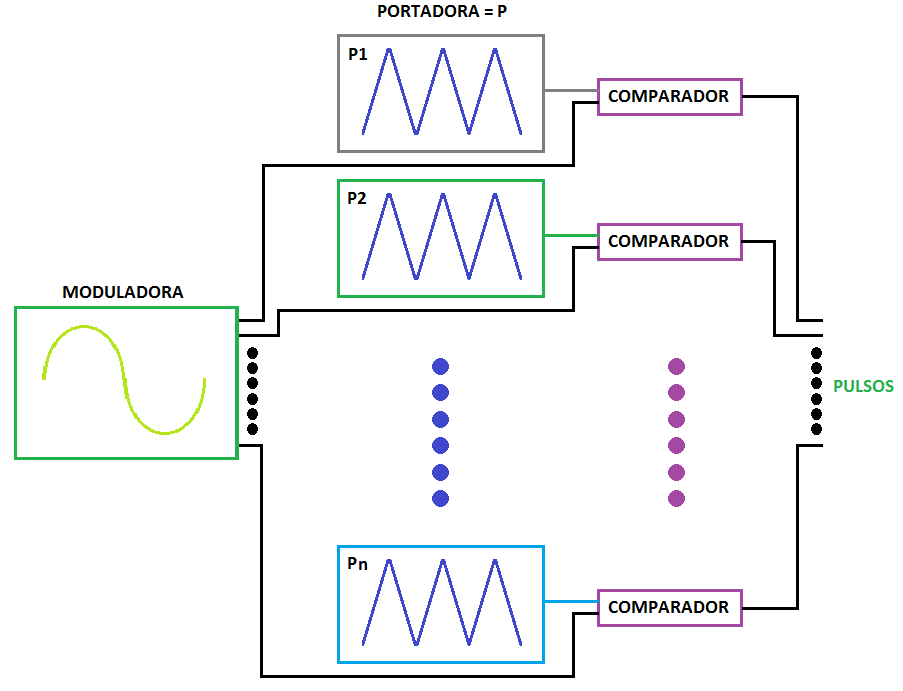 PORTADORA = P
P1
COMPARADOR
P2
COMPARADOR
MODULADORA
PULSOS
Pn
COMPARADOR